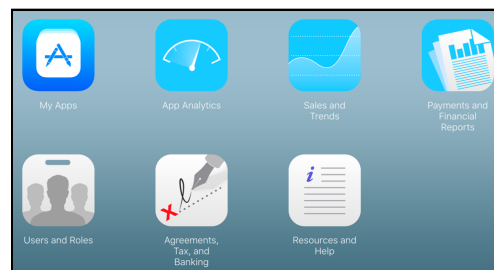 My Apps
App Analytics
Sales and
Trends
Payments and
Financial
Reports
Users and Roles
Agreements,
Tax, and
Banking
Resources and
Help